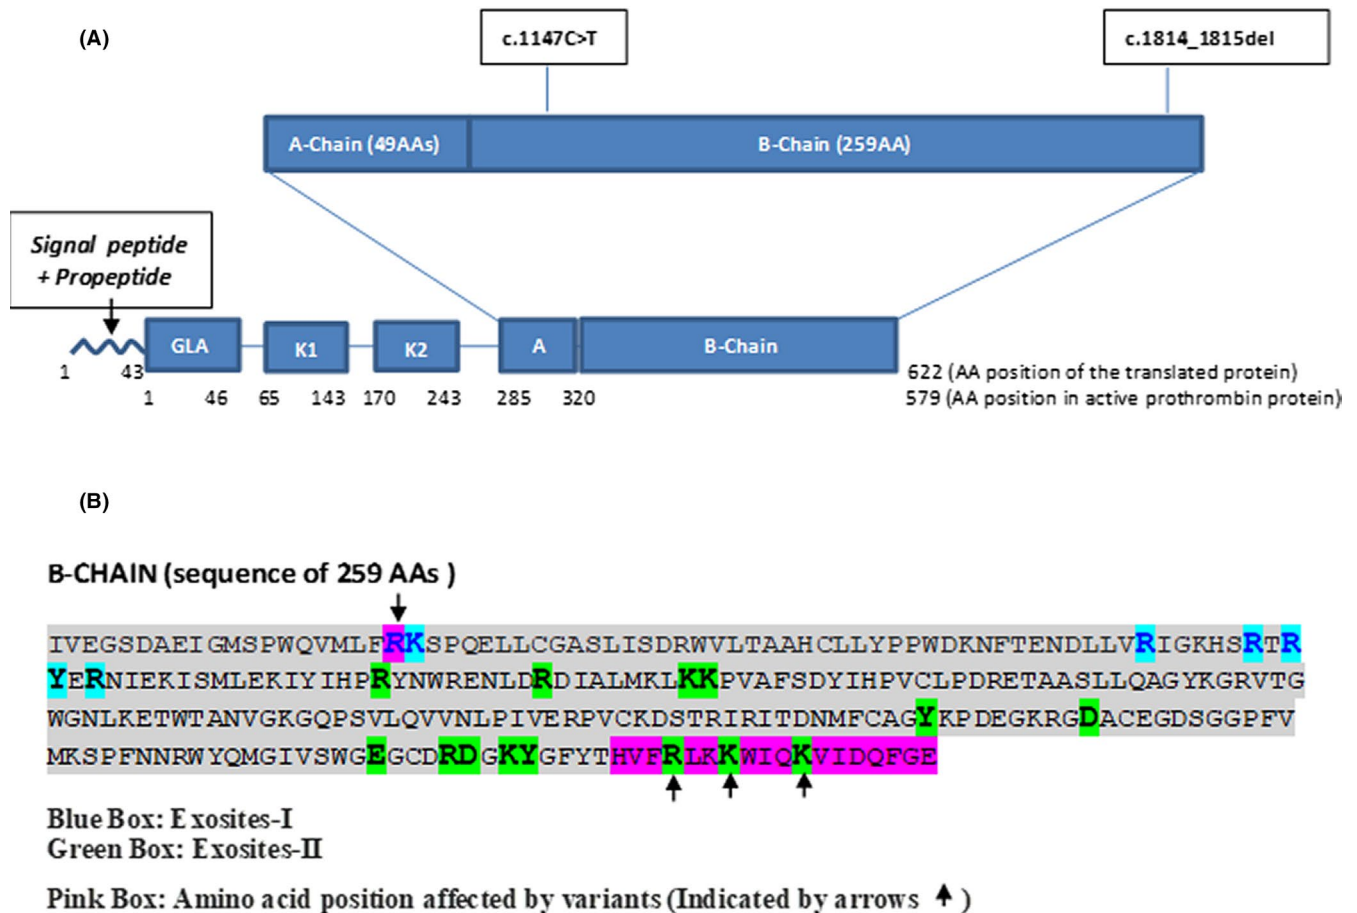 (A)
c.1147C>T
c.1814_1815del
A-Chain (49AAs)
B-Chain (259AA)
Signal peptide
+ Propeptide
GLA
K1
K2
A
B-Chain
1
43
622 (AA position of the translated protein)
1
46
65
143
170
243
285
320
579 (AA position in active prothrombin protein)
(B)
B-CHAIN (sequence of 259 AAs )
IVEGSDAEIGMSPWQVMLFRKSPQELLCGASLISDRWVLTAAHCLLYPPWDKNFTENDLLVRIGKHSRTR
YERNIEKISMLEKIYIHPRYNWRENLDRDIALMKLKKPVAFSDYIHPVCLPDRETAASLLQAGYKGRVTG
WGNLKETWTANVGKGQPSVLQVVNLPIVERPVCKDSTRIRITDNMFCAGYKPDEGKRGDACEGDSGGPFV
MKSPFNNRWYQMGIVSWGEGCDRDGKYGFYTHVFRLKKWIQKVIDQFGE
Blue Box: Exosites-I
Green Box: Exosites-II
Pink Box: Amino acid position affected by variants (Indicated by arrows ↑ )